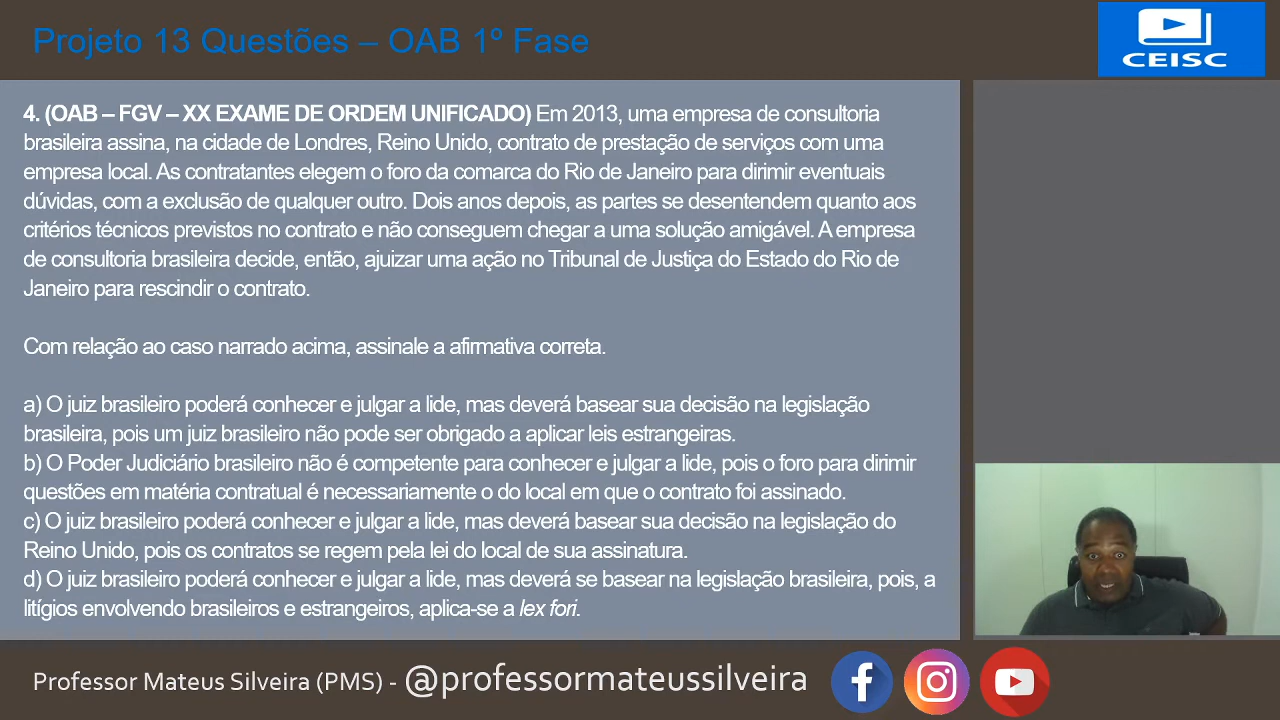 Projeto 13 Questões – OAB 1º Fase
CEISC
4. (OAB – FGV – XX EXAME DE ORDEM UNIFICADO) Em 2013, uma empresa de consultoria
brasileira assina, na cidade de Londres, Reino Unido, contrato de prestação de serviços com uma
empresa local. As contratantes elegem o foro da comarca do Rio de Janeiro para dirimir eventuais
dúvidas, com a exclusão de qualquer outro. Dois anos depois, as partes se desentendem quanto aos
critérios técnicos previstos no contrato e não conseguem chegar a uma solução amigável. A empresa
de consultoria brasileira decide, então, ajuizar uma ação no Tribunal de Justiça do Estado do Rio de
Janeiro para rescindir o contrato.
Com relação ao caso narrado acima, assinale a afirmativa correta.
a) O juiz brasileiro poderá conhecer e julgar a lide, mas deverá basear sua decisão na legislação
brasileira, pois um juiz brasileiro não pode ser obrigado a aplicar leis estrangeiras.
b) O Poder Judiciário brasileiro não é competente para conhecer e julgar a lide, pois o foro para dirimir
questões em matéria contratual é necessariamente o do local em que o contrato foi assinado.
c) O juiz brasileiro poderá conhecer e julgar a lide, mas deverá basear sua decisão na legislação do
Reino Unido, pois os contratos se regem pela lei do local de sua assinatura.
d) O juiz brasileiro poderá conhecer e julgar a lide, mas deverá se basear na legislação brasileira, pois, a
litígios envolvendo brasileiros e estrangeiros, aplica-se a lex fori.
Professor Mateus Silveira (PMS) - @professormateussilveira